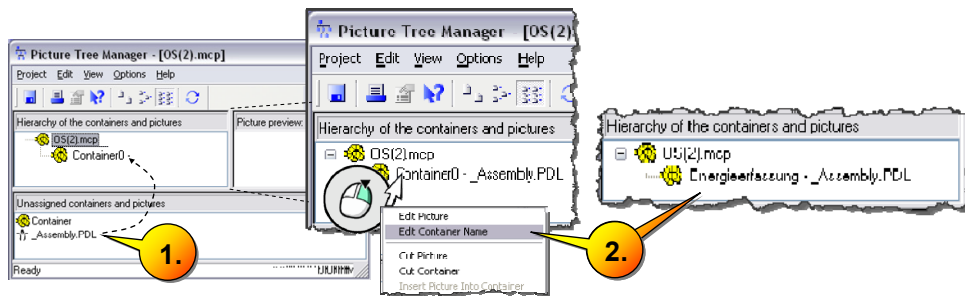 Picture Tree Manager - [OS(2).mcp]
Project Edit View Options Help
Hierarchy of the containers and pictures
Picture preview:
OS(2).mcp
Container0
Unassigned containers and pictures
Container
_Assembly.PDL
Ready
1.
Picture Tree Manager [OS(2)
Project Edit View Options Help
Hierarchy of the containers and pictures
OS(2).mcp
Container0 - _Assembly.PDL
Edit Picture
Edit Container Name
Cut Picture
Cut Container
Insert Picture Into Container
2.
Hierarchy of the containers and pictures
OS(2).mcp
Energieerfassung - _Assembly.PDL